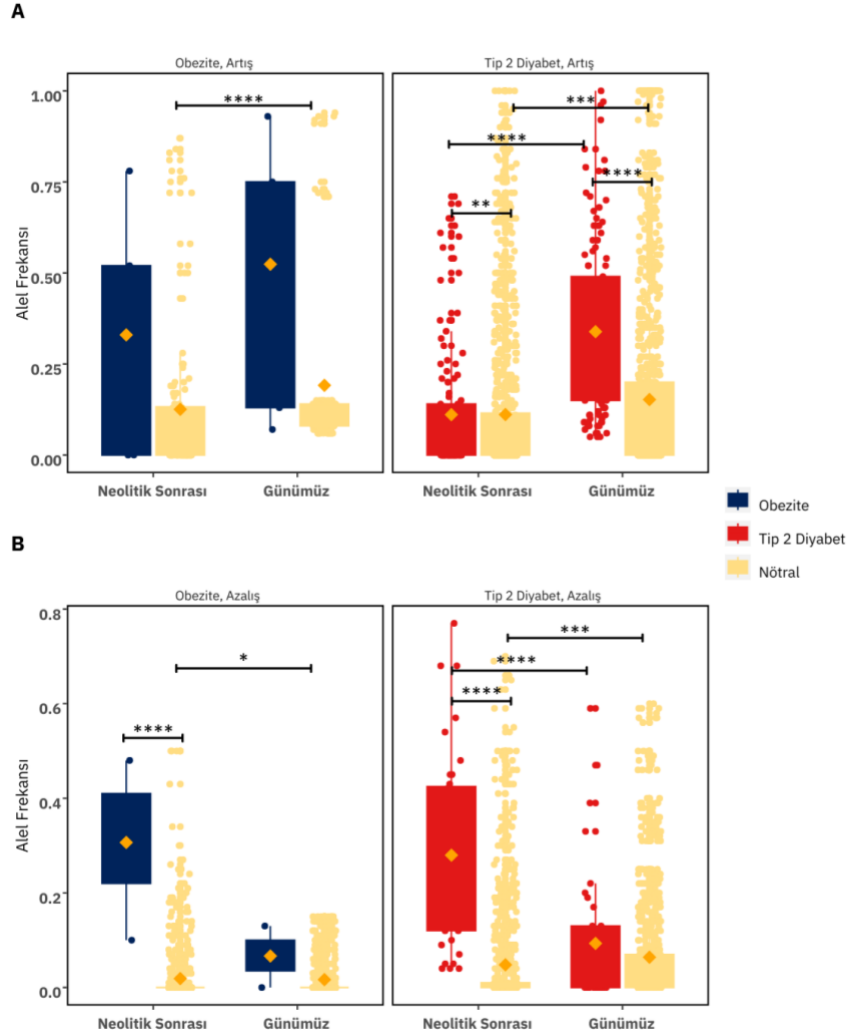 A
Obezite, Artış
Tip 2 Diyabet, Artış
Alel Frekansı
1.00
0.75
0.50
0.25
0.00
****
***
****
****
**
Neolitik Sonrası
Günümüz
Neolitik Sonrası
Günümüz
Obezite
Tip 2 Diyabet
Nötral
B
Obezite, Azalış
Tip 2 Diyabet, Azalış
Alel Frekansı
0.8
0.6
0.4
0.2
0.0
*
****
***
****
****
Neolitik Sonrası
Günümüz
Neolitik Sonrası
Günümüz